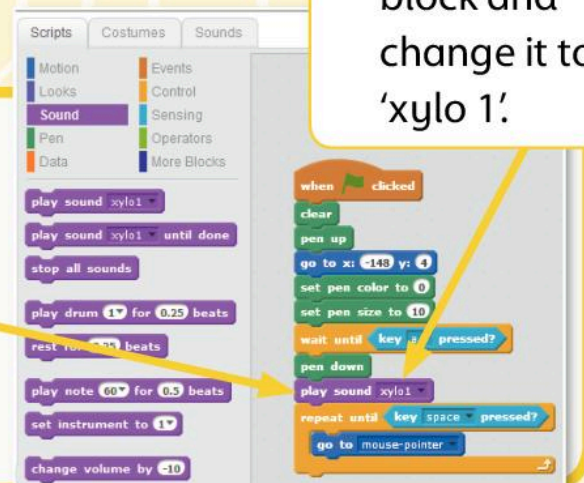 block and
change it to
'xylo 1'.
Scripts Costumes Sounds
Motion Events
Looks Control
Sound Sensing
Pen Operators
Data More Blocks
play sound xylo1
play sound xylo1 until done
stop all sounds
play drum 1 for 0.25 beats
rest for 0.25 beats
play note 60 for 0.5 beats
set instrument to 1
change volume by -10
when clicked
clear
pen up
go to x: -148 y: 4
set pen color to 0
set pen size to 10
wait until key a pressed?
pen down
play sound xylo1
repeat until key space pressed?
go to mouse-pointer